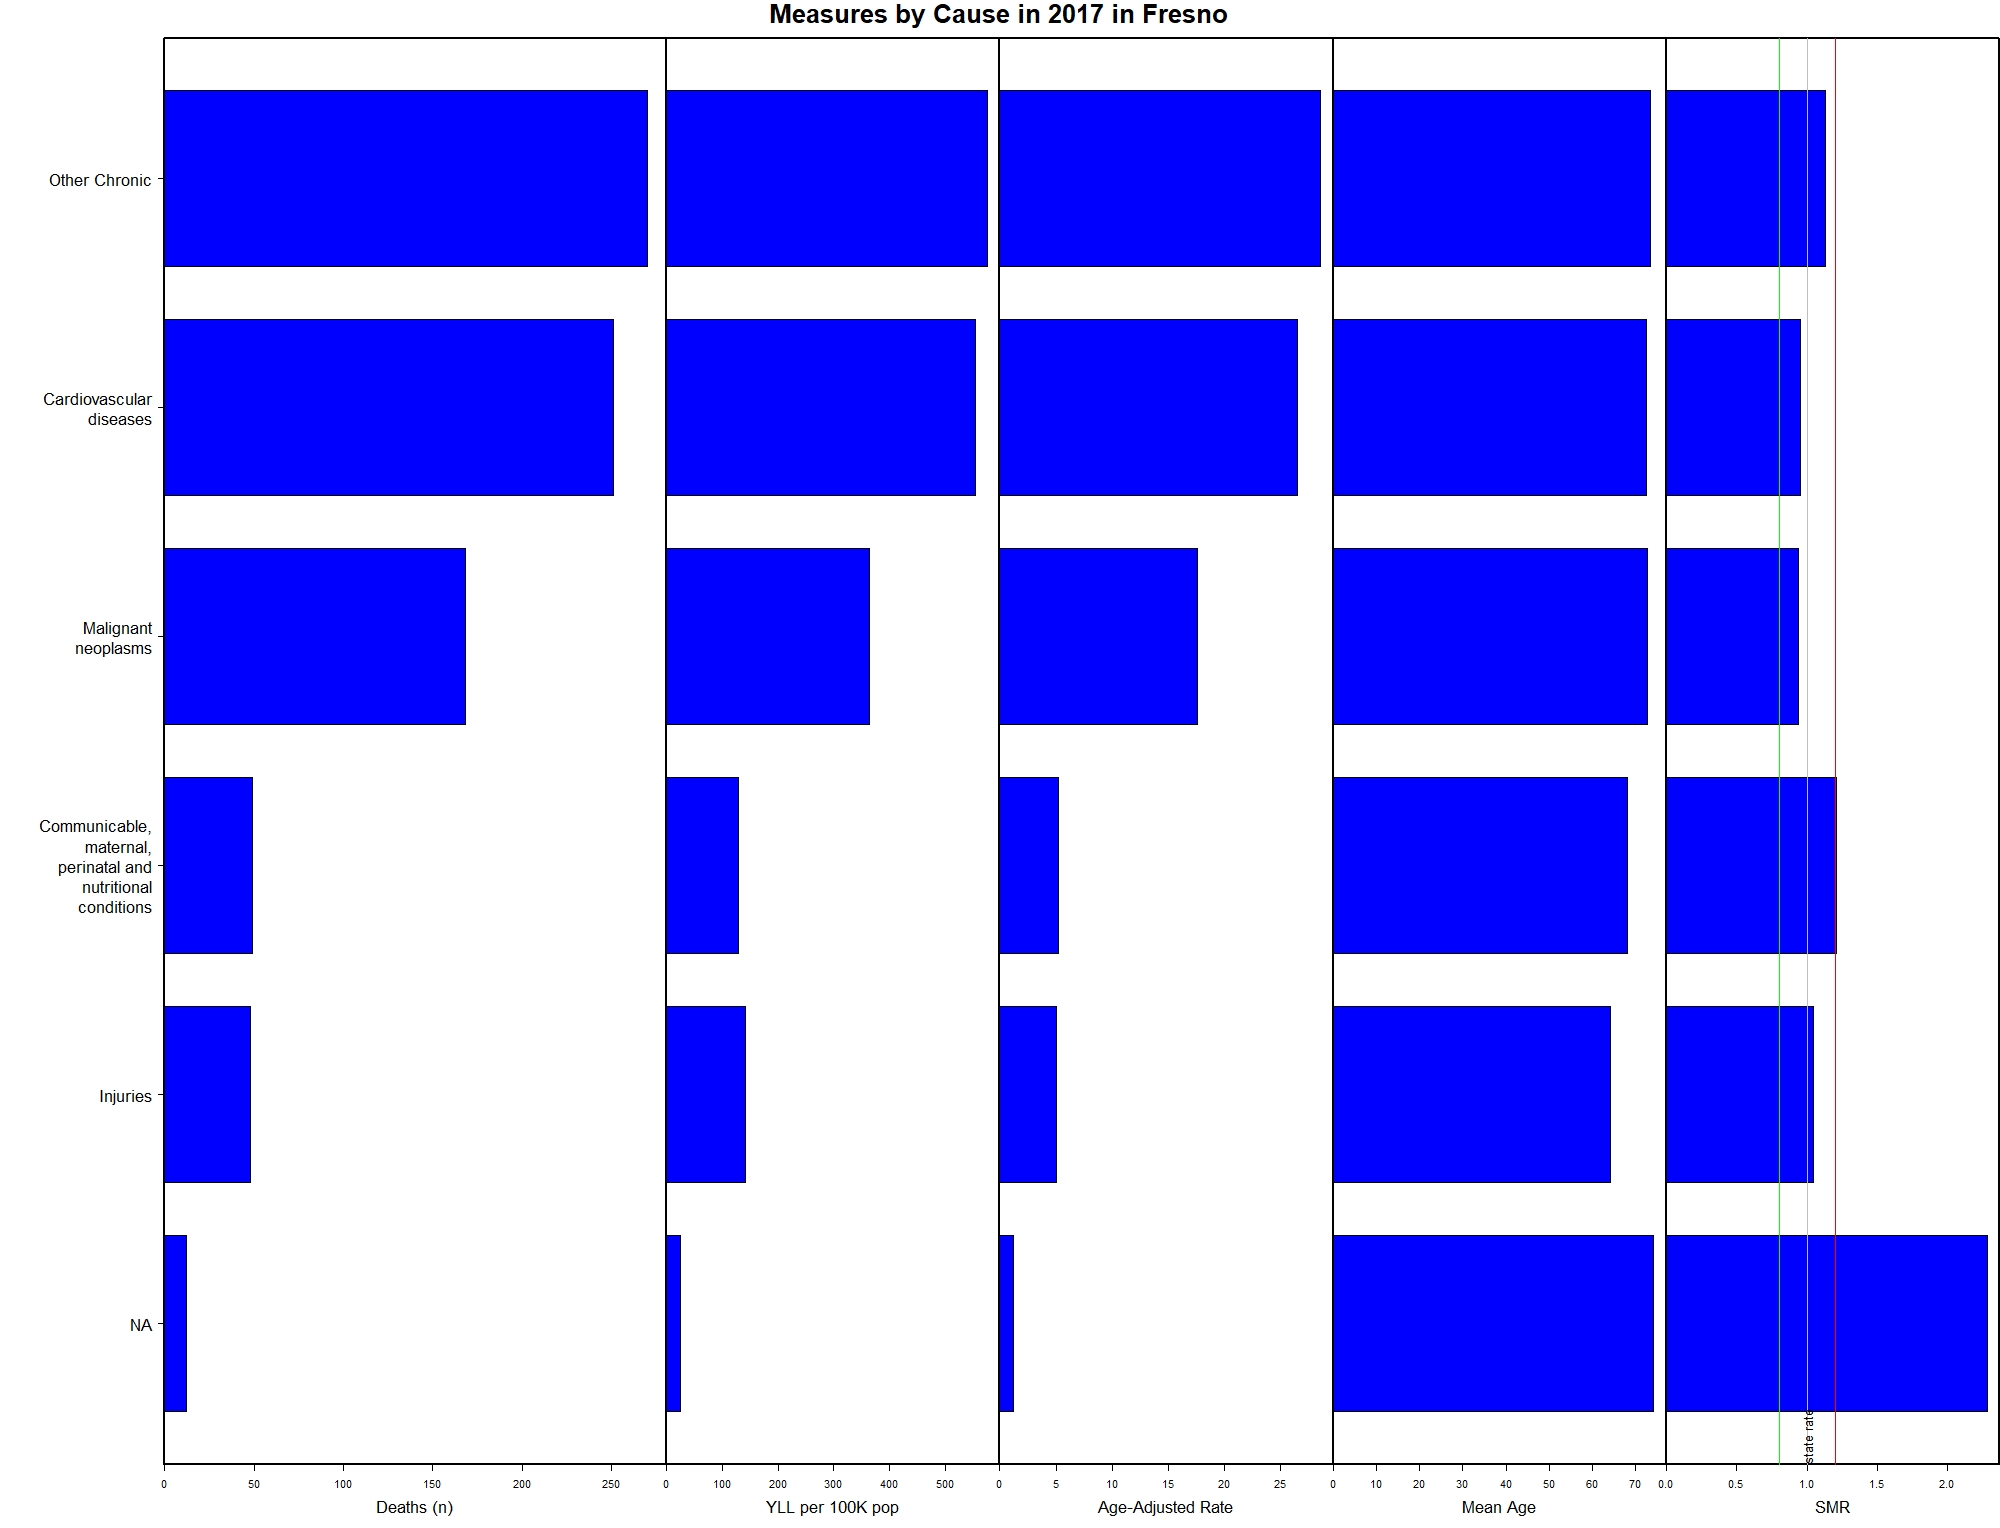 Measures by Cause in 2017 in Fresno
Other Chronic
Cardiovascular
diseases
Malignant
neoplasms
Communicable,
maternal,
perinatal and
nutritional
conditions
Injuries
NA
state rate
0 50 100 150 200 250
0 100 200 300 400 500
0 5 10 15 20 25
0 10 20 30 40 50 60 70
0.0 0.5 1.0 1.5 2.0
Deaths (n)
YLL per 100K pop
Age-Adjusted Rate
Mean Age
SMR